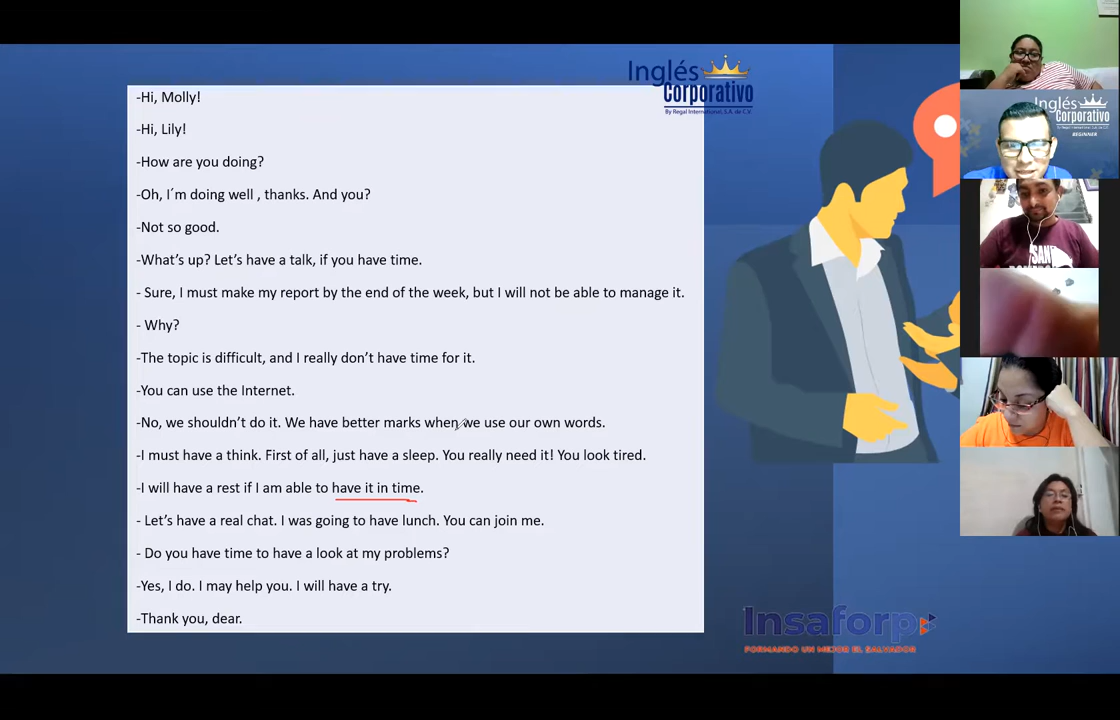 Inglés
Corporativo
By Regal International, S.A. de C.V.
-Hi, Molly!
-Hi, Lily!
-How are you doing?
-Oh, I´m doing well , thanks. And you?
-Not so good.
-What’s up? Let’s have a talk, if you have time.
- Sure, I must make my report by the end of the week, but I will not be able to manage it.
- Why?
-The topic is difficult, and I really don’t have time for it.
-You can use the Internet.
-No, we shouldn’t do it. We have better marks when we use our own words.
-I must have a think. First of all, just have a sleep. You really need it! You look tired.
-I will have a rest if I am able to have it in time.
- Let’s have a real chat. I was going to have lunch. You can join me.
- Do you have time to have a look at my problems?
-Yes, I do. I may help you. I will have a try.
-Thank you, dear.
Insaforp
FORMANDO UN MEJOR EL SALVADOR
Inglés
Corporativo
BEGINNER
SAN